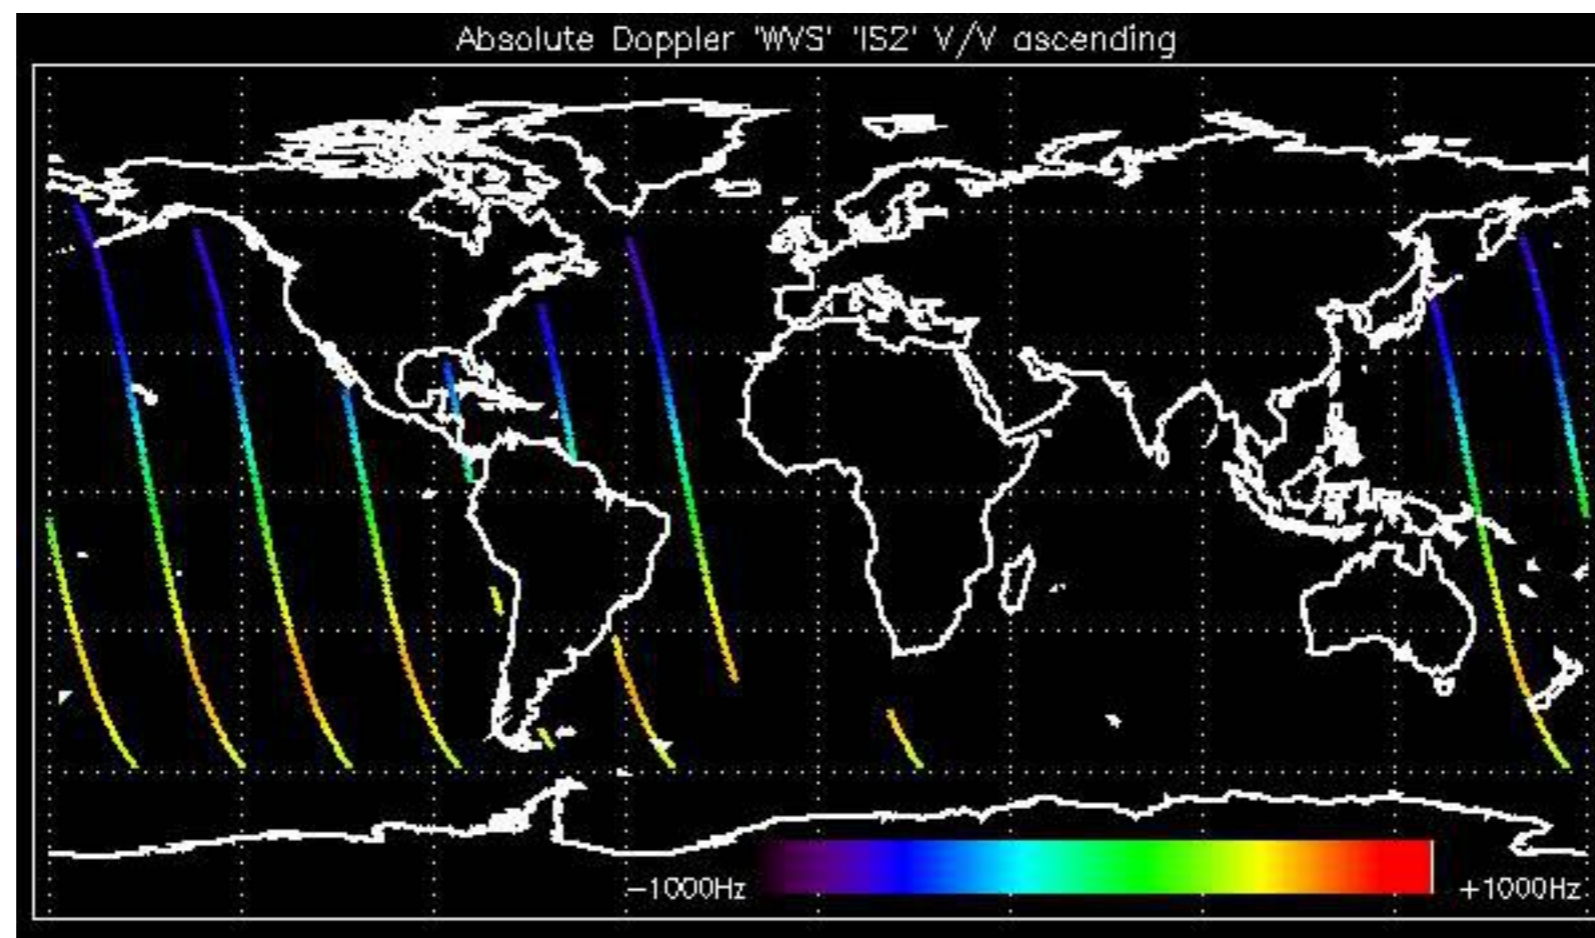 Absolute Doppler 'WVS' 'IS2' V/V ascending
−1000Hz
+1000Hz